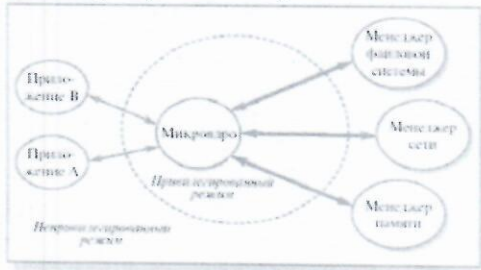 Менеджер
файловой
системы
Прило-
жение В
Микроядро
Менеджер
сети
Прило-
жение А
Привилегированный
режим
Менеджер
памяти
Непривилегированный
режим